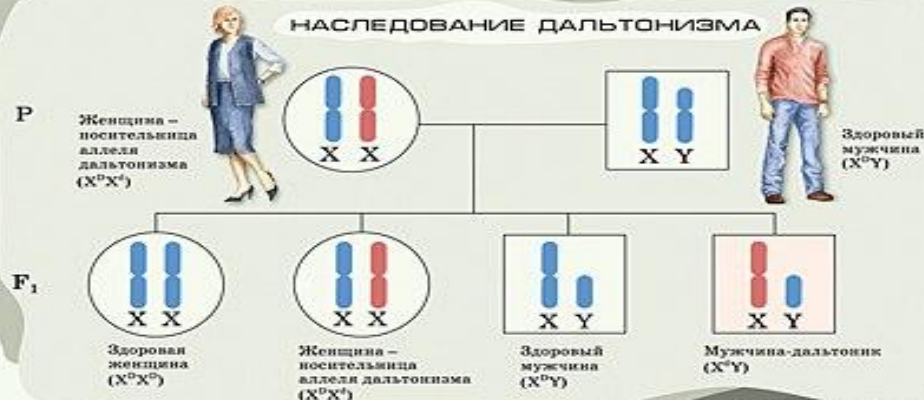 НАСЛЕДОВАНИЕ ДАЛЬТОНИЗМА
P
Женщина –
носительница
аллеля
дальтонизма
(XᴰXᵈ)
X X
X Y
Здоровый
мужчина
(XᴰY)
F₁
X X
X X
X Y
X Y
Здоровая
женщина
(XᴰXᴰ)
Женщина –
носительница
аллеля дальтонизма
(XᴰXᵈ)
Здоровый
мужчина
(XᴰY)
Мужчина-дальтоник
(XᵈY)